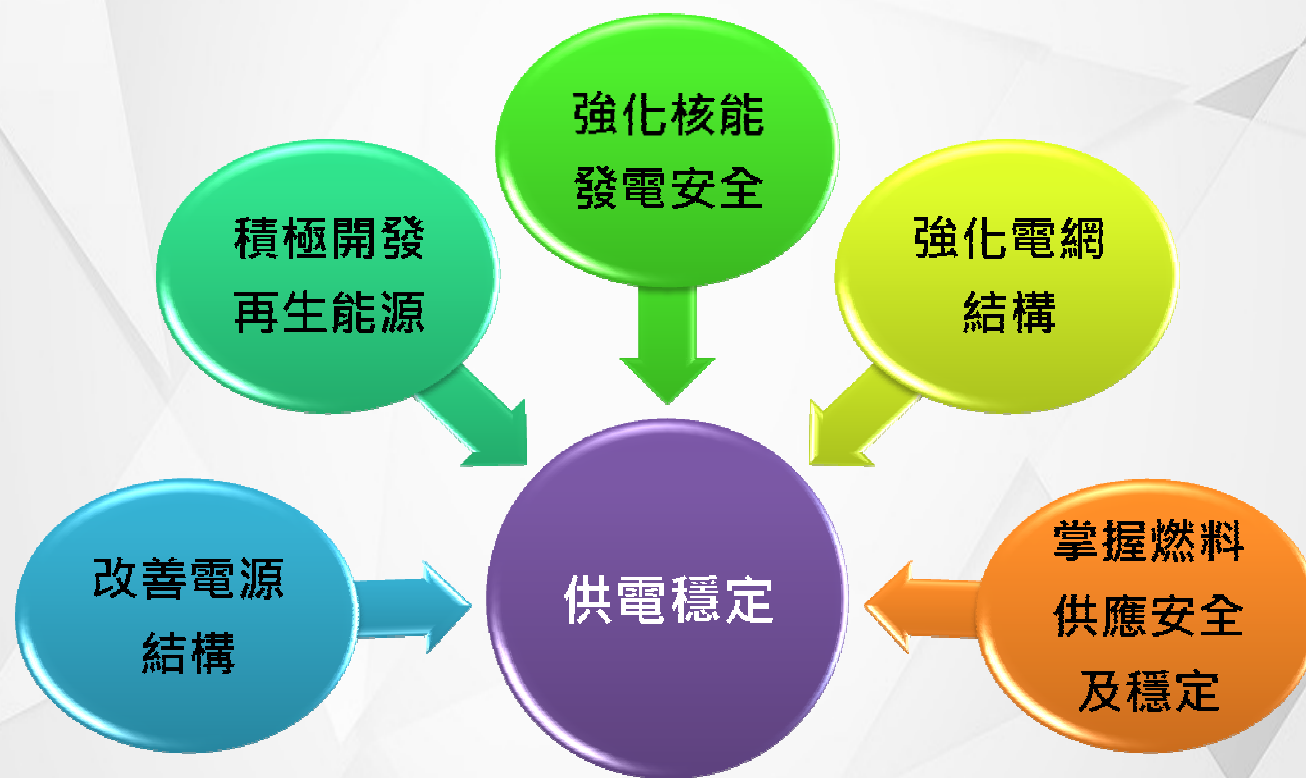 強化核能
發電安全
積極開發
再生能源
強化電網
結構
改善電源
結構
供電穩定
掌握燃料
供應安全
及穩定